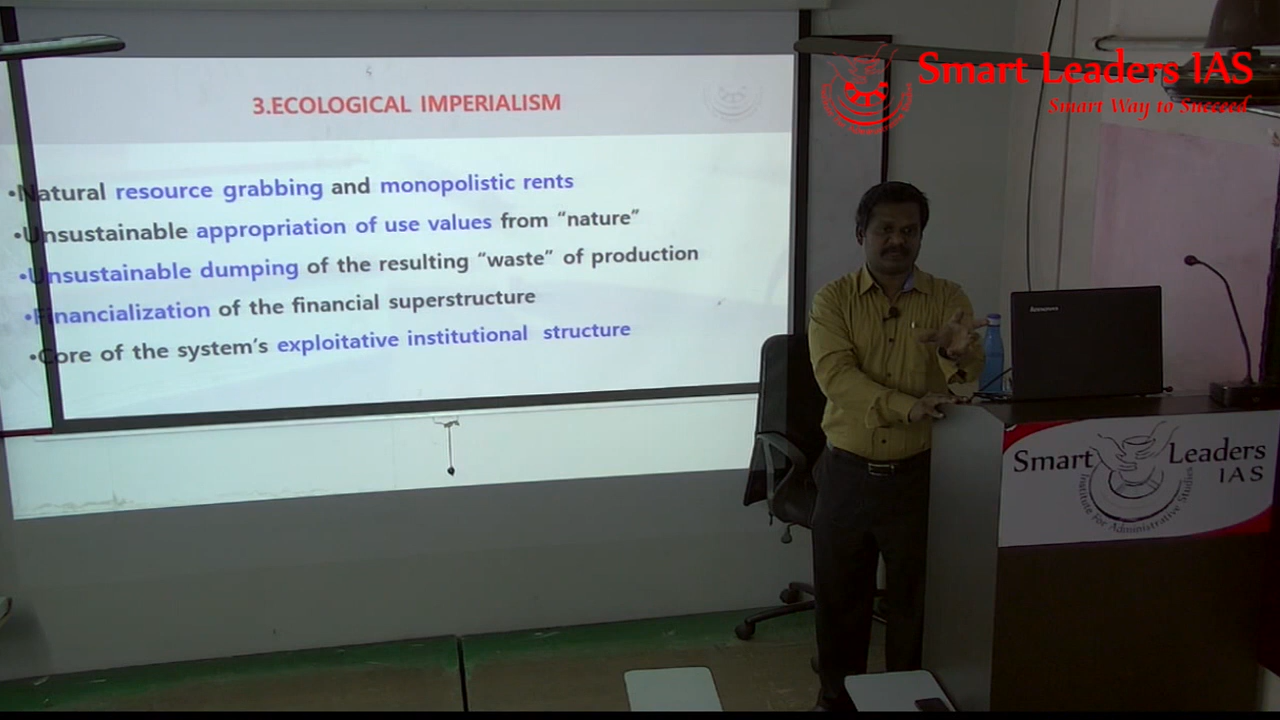 3.ECOLOGICAL IMPERIALISM
•Natural resource grabbing and monopolistic rents
•Unsustainable appropriation of use values from “nature”
•Unsustainable dumping of the resulting “waste” of production
•Financialization of the financial superstructure
•Core of the system’s exploitative institutional structure
Smart Leaders IAS
Smart Way to Succeed
Lenovo
Smart Leaders
IAS
Institute For Administrative Studies